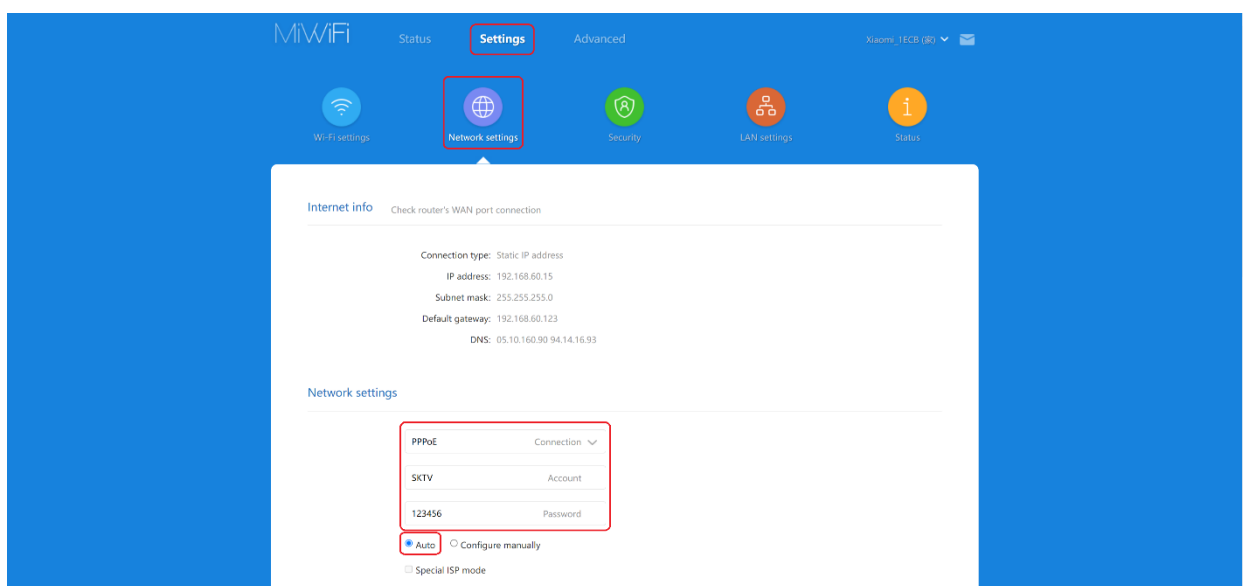 MiWiFi
Status Settings Advanced Xiaomi_1ECB (家)
Wi-Fi settings Network settings Security LAN settings Status
Internet info Check router's WAN port connection
Connection type: Static IP address
IP address: 192.168.60.15
Subnet mask: 255.255.255.0
Default gateway: 192.168.60.123
DNS: 05.10.160.90 94.14.16.93
Network settings
PPPoE Connection
SKTV Account
123456 Password
Auto Configure manually
Special ISP mode